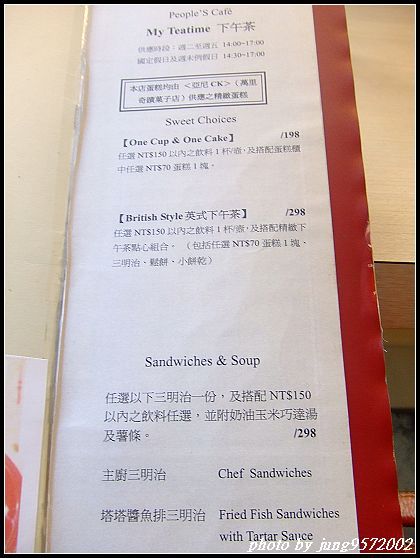 People'S Café
My Teatime 下午茶
供應時段：週二至週五 14:00~17:00
國定假日及週末例假日 14:30~17:00
本店蛋糕均由 <亞尼 CK>（萬里
奇蹟菓子店）供應之精緻蛋糕
Sweet Choices
【One Cup & One Cake】 /198
任選 NT$150 以內之飲料 1 杯/壺,及搭配蛋糕櫃
中任選 NT$70 蛋糕 1 塊。
【British Style 英式下午茶】 /298
任選 NT$150 以內之飲料 1 杯/壺,及搭配精緻下
午茶點心組合。 （包括任選 NT$70 蛋糕 1 塊、
三明治、鬆餅、小餅乾）
Sandwiches & Soup
任選以下三明治一份，及搭配 NT$150
以內之飲料任選，並附奶油玉米巧達湯
及薯條。 /298
主廚三明治 Chef Sandwiches
塔塔醬魚排三明治 Fried Fish Sandwiches
with Tartar Sauce
photo by jang9572002